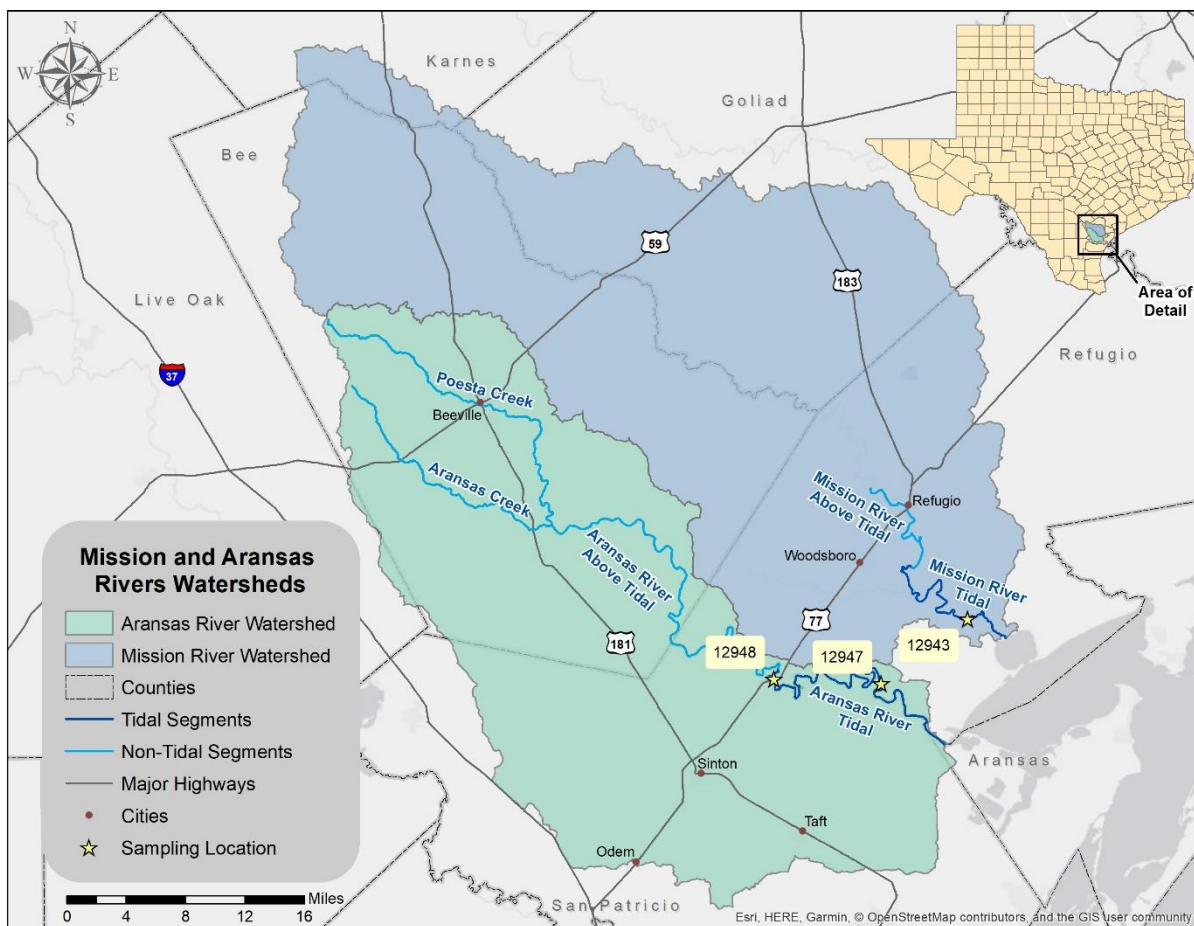 N
W
E
S
Karnes
Goliad
Bee
59
183
Live Oak
37
Area of
Detail
Refugio
Poesta Creek
Beeville
Aransas Creek
Mission River
Above Tidal
Refugio
Aransas River
Above Tidal
Woodsboro
Mission River
Tidal
77
181
12948
12947
12943
Aransas River
Tidal
Sinton
Aransas
Taft
Odem
San Patricio
Mission and Aransas
Rivers Watersheds
Aransas River Watershed
Mission River Watershed
Counties
Tidal Segments
Non-Tidal Segments
Major Highways
Cities
Sampling Location
Miles
0 4 8 12 16
Esri, HERE, Garmin, © OpenStreetMap contributors, and the GIS user community